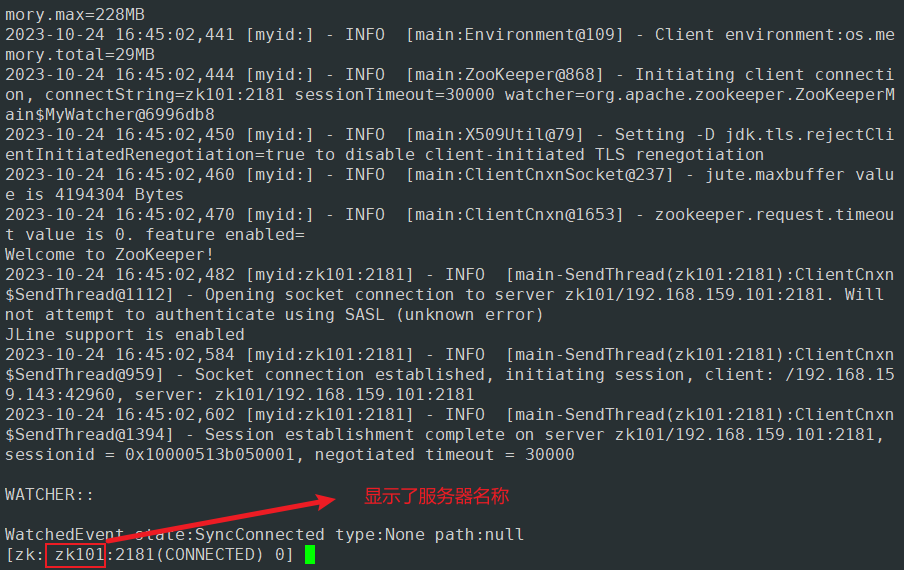 mory.max=228MB
2023-10-24 16:45:02,441 [myid:] - INFO  [main:Environment@109] - Client environment:os.me
mory.total=29MB
2023-10-24 16:45:02,444 [myid:] - INFO  [main:ZooKeeper@868] - Initiating client connecti
on, connectString=zk101:2181 sessionTimeout=30000 watcher=org.apache.zookeeper.ZooKeeperM
ain$MyWatcher@6996db8
2023-10-24 16:45:02,450 [myid:] - INFO  [main:X509Util@79] - Setting -D jdk.tls.rejectCli
entInitiatedRenegotiation=true to disable client-initiated TLS renegotiation
2023-10-24 16:45:02,460 [myid:] - INFO  [main:ClientCnxnSocket@237] - jute.maxbuffer valu
e is 4194304 Bytes
2023-10-24 16:45:02,470 [myid:] - INFO  [main:ClientCnxn@1653] - zookeeper.request.timeou
t value is 0. feature enabled=
Welcome to ZooKeeper!
2023-10-24 16:45:02,482 [myid:zk101:2181] - INFO  [main-SendThread(zk101:2181):ClientCnxn
$SendThread@1112] - Opening socket connection to server zk101/192.168.159.101:2181. Will
not attempt to authenticate using SASL (unknown error)
JLine support is enabled
2023-10-24 16:45:02,584 [myid:zk101:2181] - INFO  [main-SendThread(zk101:2181):ClientCnxn
$SendThread@959] - Socket connection established, initiating session, client: /192.168.15
9.143:42960, server: zk101/192.168.159.101:2181
2023-10-24 16:45:02,602 [myid:zk101:2181] - INFO  [main-SendThread(zk101:2181):ClientCnxn
$SendThread@1394] - Session establishment complete on server zk101/192.168.159.101:2181,
sessionid = 0x10000513b050001, negotiated timeout = 30000
WATCHER::
显示了服务器名称
WatchedEvent state:SyncConnected type:None path:null
[zk: zk101:2181(CONNECTED) 0]